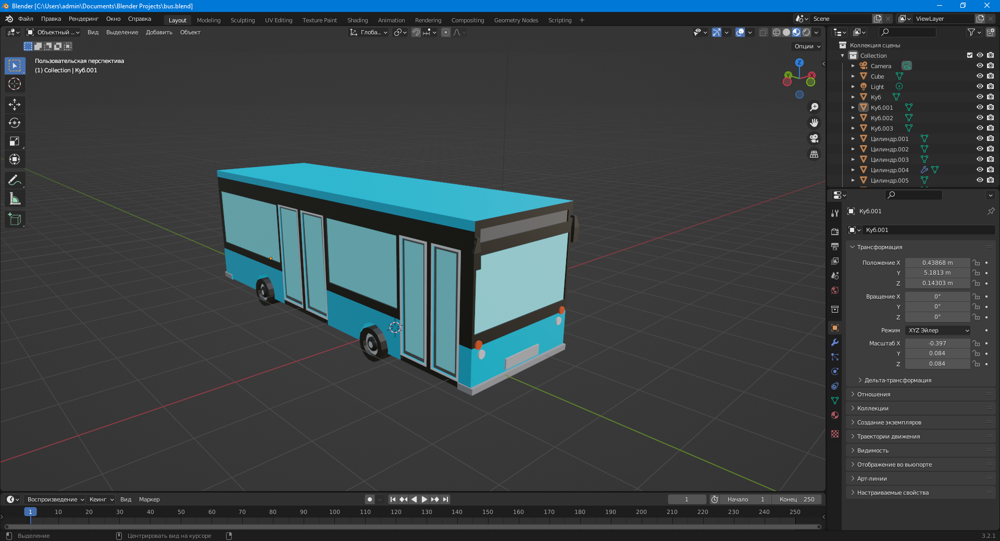 Blender [C:\Users\admin\Documents\Blender Projects\bus.blend]
Файл Правка Рендеринг Окно Справка Layout Modeling Sculpting UV Editing Texture Paint Shading Animation Rendering Compositing Geometry Nodes Scripting + Scene ViewLayer
Объектный ... Вид Выделение Добавить Объект Глоба...
Опции
Пользовательская перспектива
(1) Collection | Куб.001
Z
Y
X
Коллекция сцены
Collection
Camera
Cube
Light
Куб
Куб.001
Куб.002
Куб.003
Цилиндр.001
Цилиндр.002
Цилиндр.003
Цилиндр.004
Цилиндр.005
Куб.001
Куб.001
Трансформация
Положение X 0.43868 m
Y 5.1813 m
Z 0.14303 m
Вращение X 0°
Y 0°
Z 0°
Режим XYZ Эйлер
Масштаб X -0.397
Y 0.084
Z 0.084
Дельта-трансформация
Отношения
Коллекции
Создание экземпляров
Траектории движения
Видимость
Отображение во вьюпорте
Арт-линии
Настраиваемые свойства
Воспроизведение Кеинг Вид Маркер 1 Начало 1 Конец 250
1 10 20 30 40 50 60 70 80 90 100 110 120 130 140 150 160 170 180 190 200 210 220 230 240 250
Выделение Центрировать вид на курсоре 3.2.1